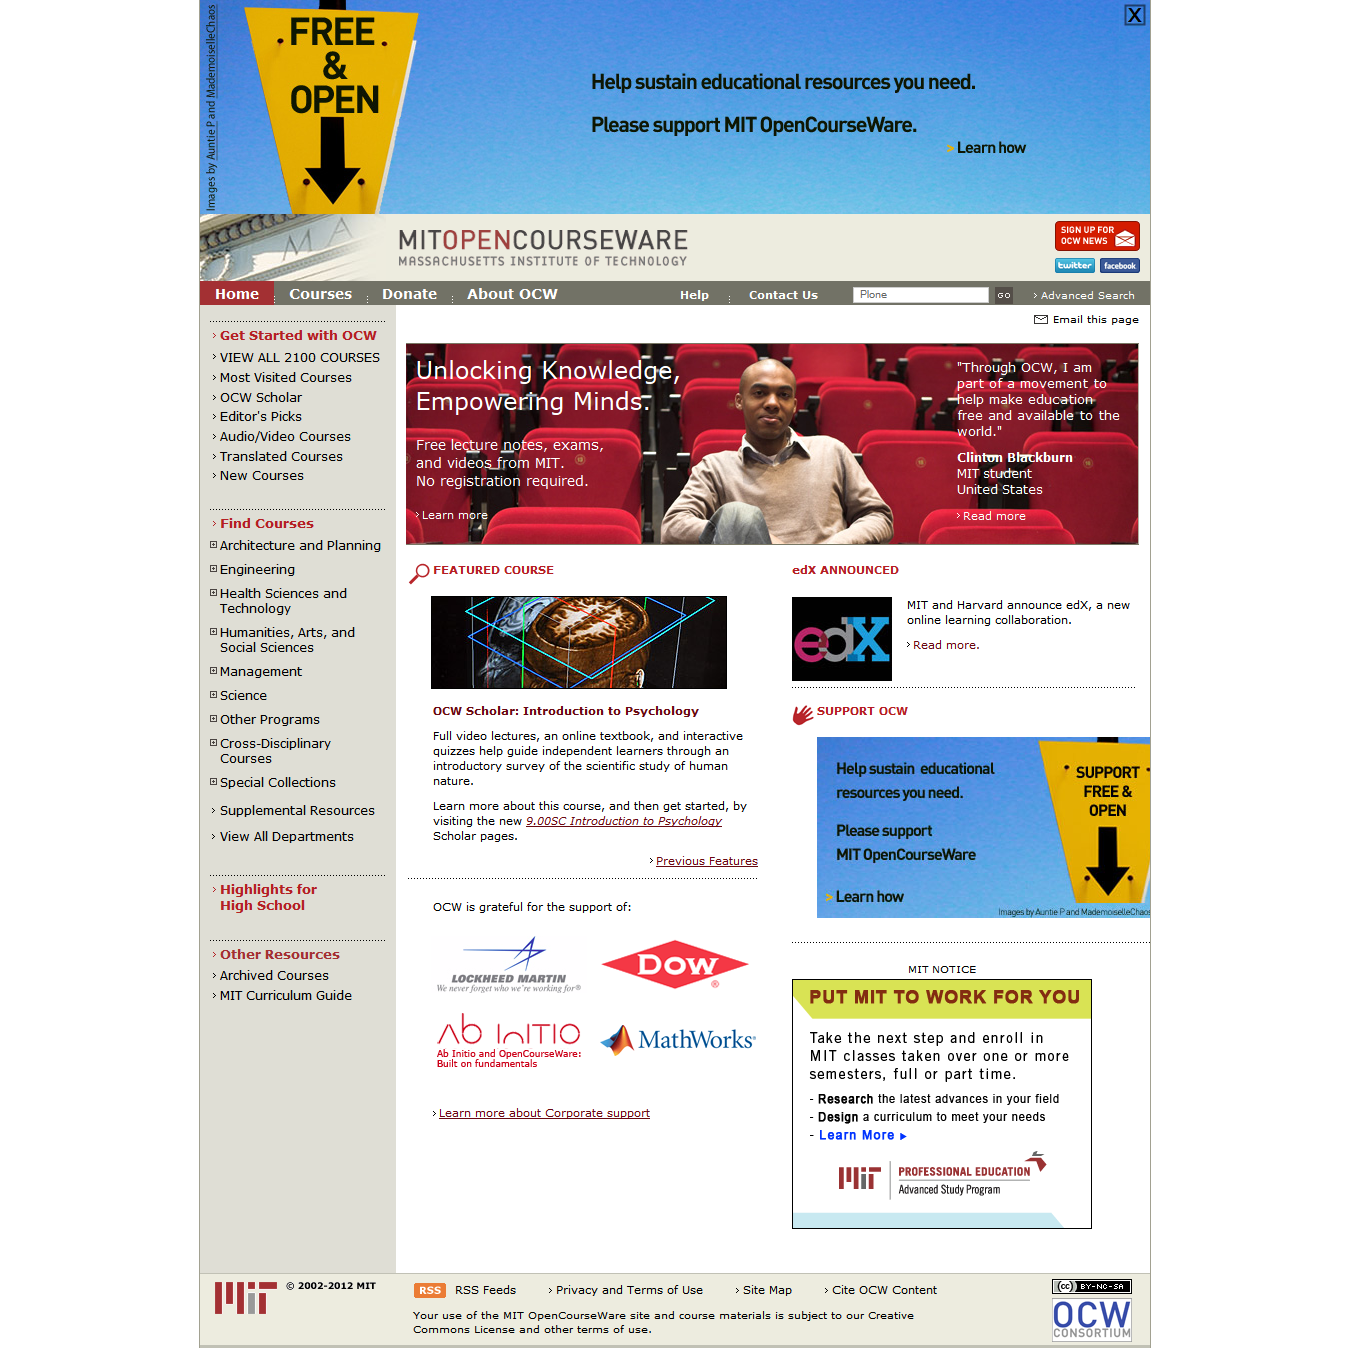 FREE
&
OPEN
Images by Auntie P and MademoiselleChaos
X
Help sustain educational resources you need.
Please support MIT OpenCourseWare.
> Learn how
MITOPENCOURSEWARE
MASSACHUSETTS INSTITUTE OF TECHNOLOGY
SIGN UP FOR
OCW NEWS
twitter facebook
Home Courses Donate About OCW Help Contact Us Plone GO Advanced Search
Email this page
Get Started with OCW
VIEW ALL 2100 COURSES
Most Visited Courses
OCW Scholar
Editor's Picks
Audio/Video Courses
Translated Courses
New Courses
Find Courses
Architecture and Planning
Engineering
Health Sciences and
Technology
Humanities, Arts, and
Social Sciences
Management
Science
Other Programs
Cross-Disciplinary
Courses
Special Collections
Supplemental Resources
View All Departments
Highlights for
High School
Other Resources
Archived Courses
MIT Curriculum Guide
Unlocking Knowledge,
Empowering Minds.
Free lecture notes, exams,
and videos from MIT.
No registration required.
Learn more
"Through OCW, I am
part of a movement to
help make education
free and available to the
world."
Clinton Blackburn
MIT student
United States
Read more
FEATURED COURSE
OCW Scholar: Introduction to Psychology
Full video lectures, an online textbook, and interactive
quizzes help guide independent learners through an
introductory survey of the scientific study of human
nature.
Learn more about this course, and then get started, by
visiting the new 9.00SC Introduction to Psychology
Scholar pages.
Previous Features
OCW is grateful for the support of:
LOCKHEED MARTIN
We never forget who we're working for®
DOW®
Ab Initio
Ab Initio and OpenCourseWare:
Built on fundamentals
MathWorks®
Learn more about Corporate support
edX ANNOUNCED
edX
MIT and Harvard announce edX, a new
online learning collaboration.
Read more.
SUPPORT OCW
Help sustain educational
resources you need.
Please support
MIT OpenCourseWare
> Learn how
SUPPORT
FREE &
OPEN
Images by Auntie P and MademoiselleChaos
MIT NOTICE
PUT MIT TO WORK FOR YOU
Take the next step and enroll in
MIT classes taken over one or more
semesters, full or part time.
- Research the latest advances in your field
- Design a curriculum to meet your needs
- Learn More
MIT PROFESSIONAL EDUCATION
Advanced Study Program
MIT © 2002-2012 MIT
RSS RSS Feeds Privacy and Terms of Use Site Map Cite OCW Content
Your use of the MIT OpenCourseWare site and course materials is subject to our Creative
Commons License and other terms of use.
(cc) BY-NC-SA
OCW
CONSORTIUM